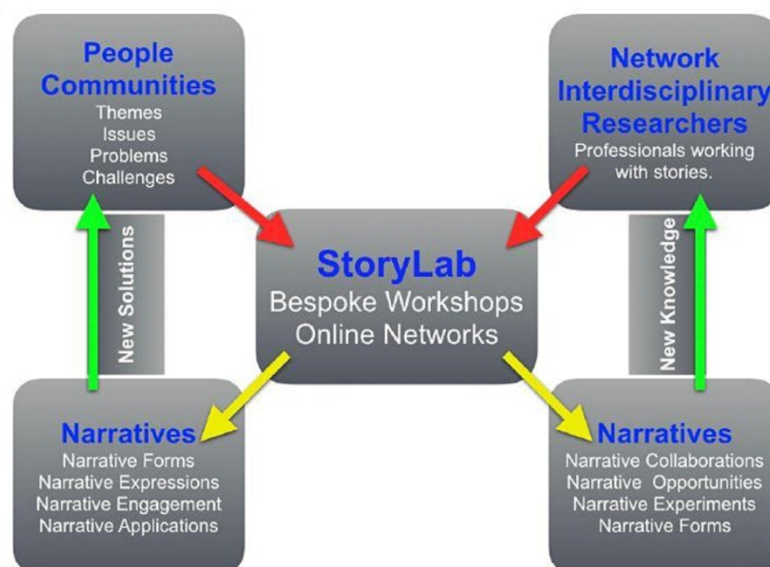 People
Communities
Themes
Issues
Problems
Challenges
Network
Interdisciplinary
Researchers
Professionals working
with stories.
StoryLab
Bespoke Workshops
Online Networks
New Solutions
New Knowledge
Narratives
Narrative Forms
Narrative Expressions
Narrative Engagement
Narrative Applications
Narratives
Narrative Collaborations
Narrative Opportunities
Narrative Experiments
Narrative Forms